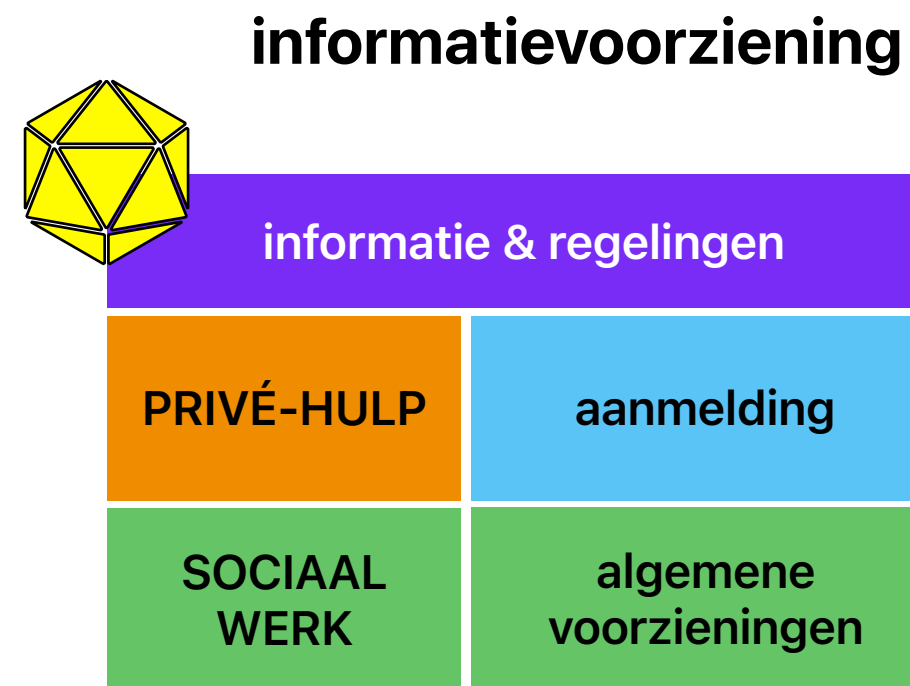 informatievoorziening
informatie & regelingen
PRIVÉ-HULP
aanmelding
SOCIAAL
WERK
algemene
voorzieningen